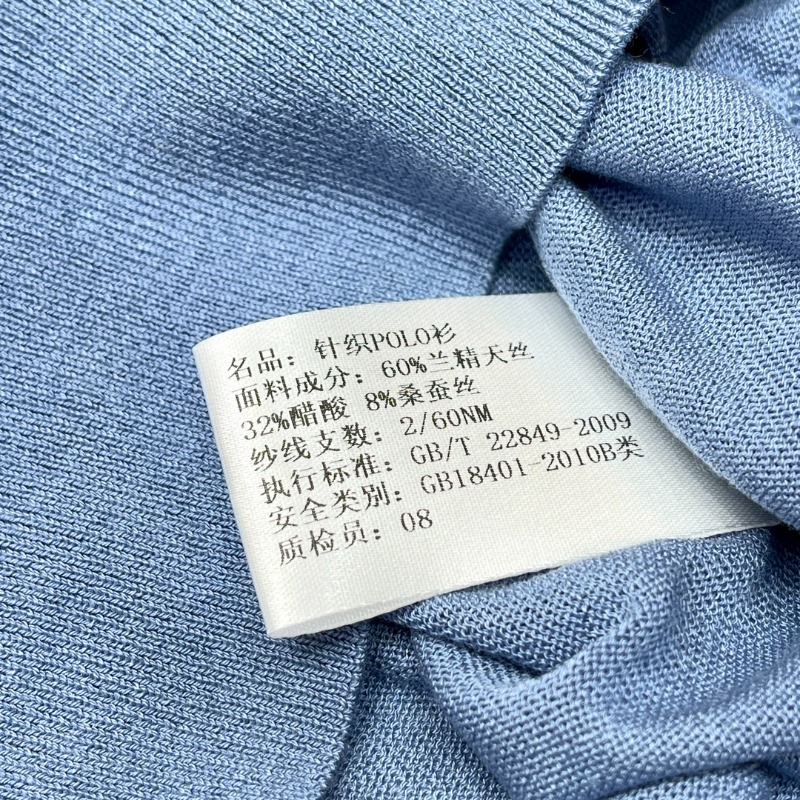 名品：针织POLO衫
面料成分：60%兰精天丝
32%醋酸 8%桑蚕丝
纱线支数：2/60NM
执行标准：GB/T 22849-2009
安全类别：GB18401-2010B类
质检员：08